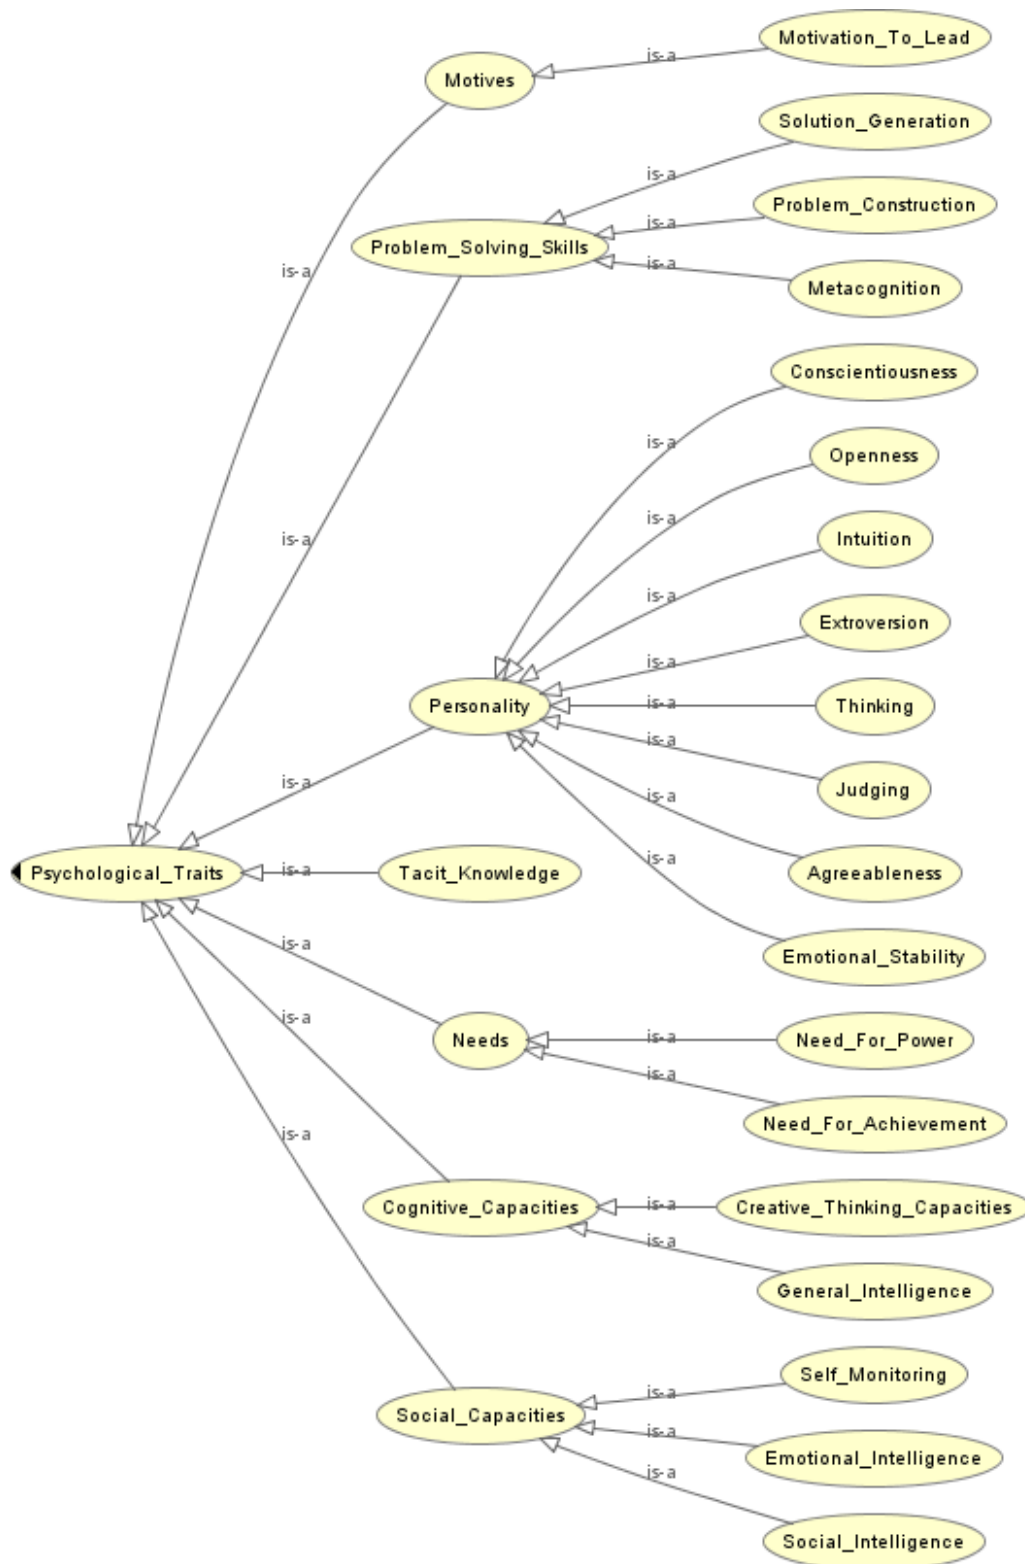 Motivation_To_Lead
is-a
Motives
Solution_Generation
is-a
Problem_Construction
is-a
Problem_Solving_Skills
is-a
Metacognition
is-a
Conscientiousness
is-a
Openness
is-a
Intuition
is-a
is-a
Extroversion
is-a
Personality
is-a
Thinking
is-a
Judging
is-a
is-a
Agreeableness
is-a
Psychological_Traits
is-a
Tacit_Knowledge
is-a
Emotional_Stability
is-a
Needs
is-a
Need_For_Power
is-a
is-a
Need_For_Achievement
Cognitive_Capacities
is-a
Creative_Thinking_Capacities
is-a
General_Intelligence
is-a
Self_Monitoring
is-a
Social_Capacities
is-a
Emotional_Intelligence
is-a
Social_Intelligence